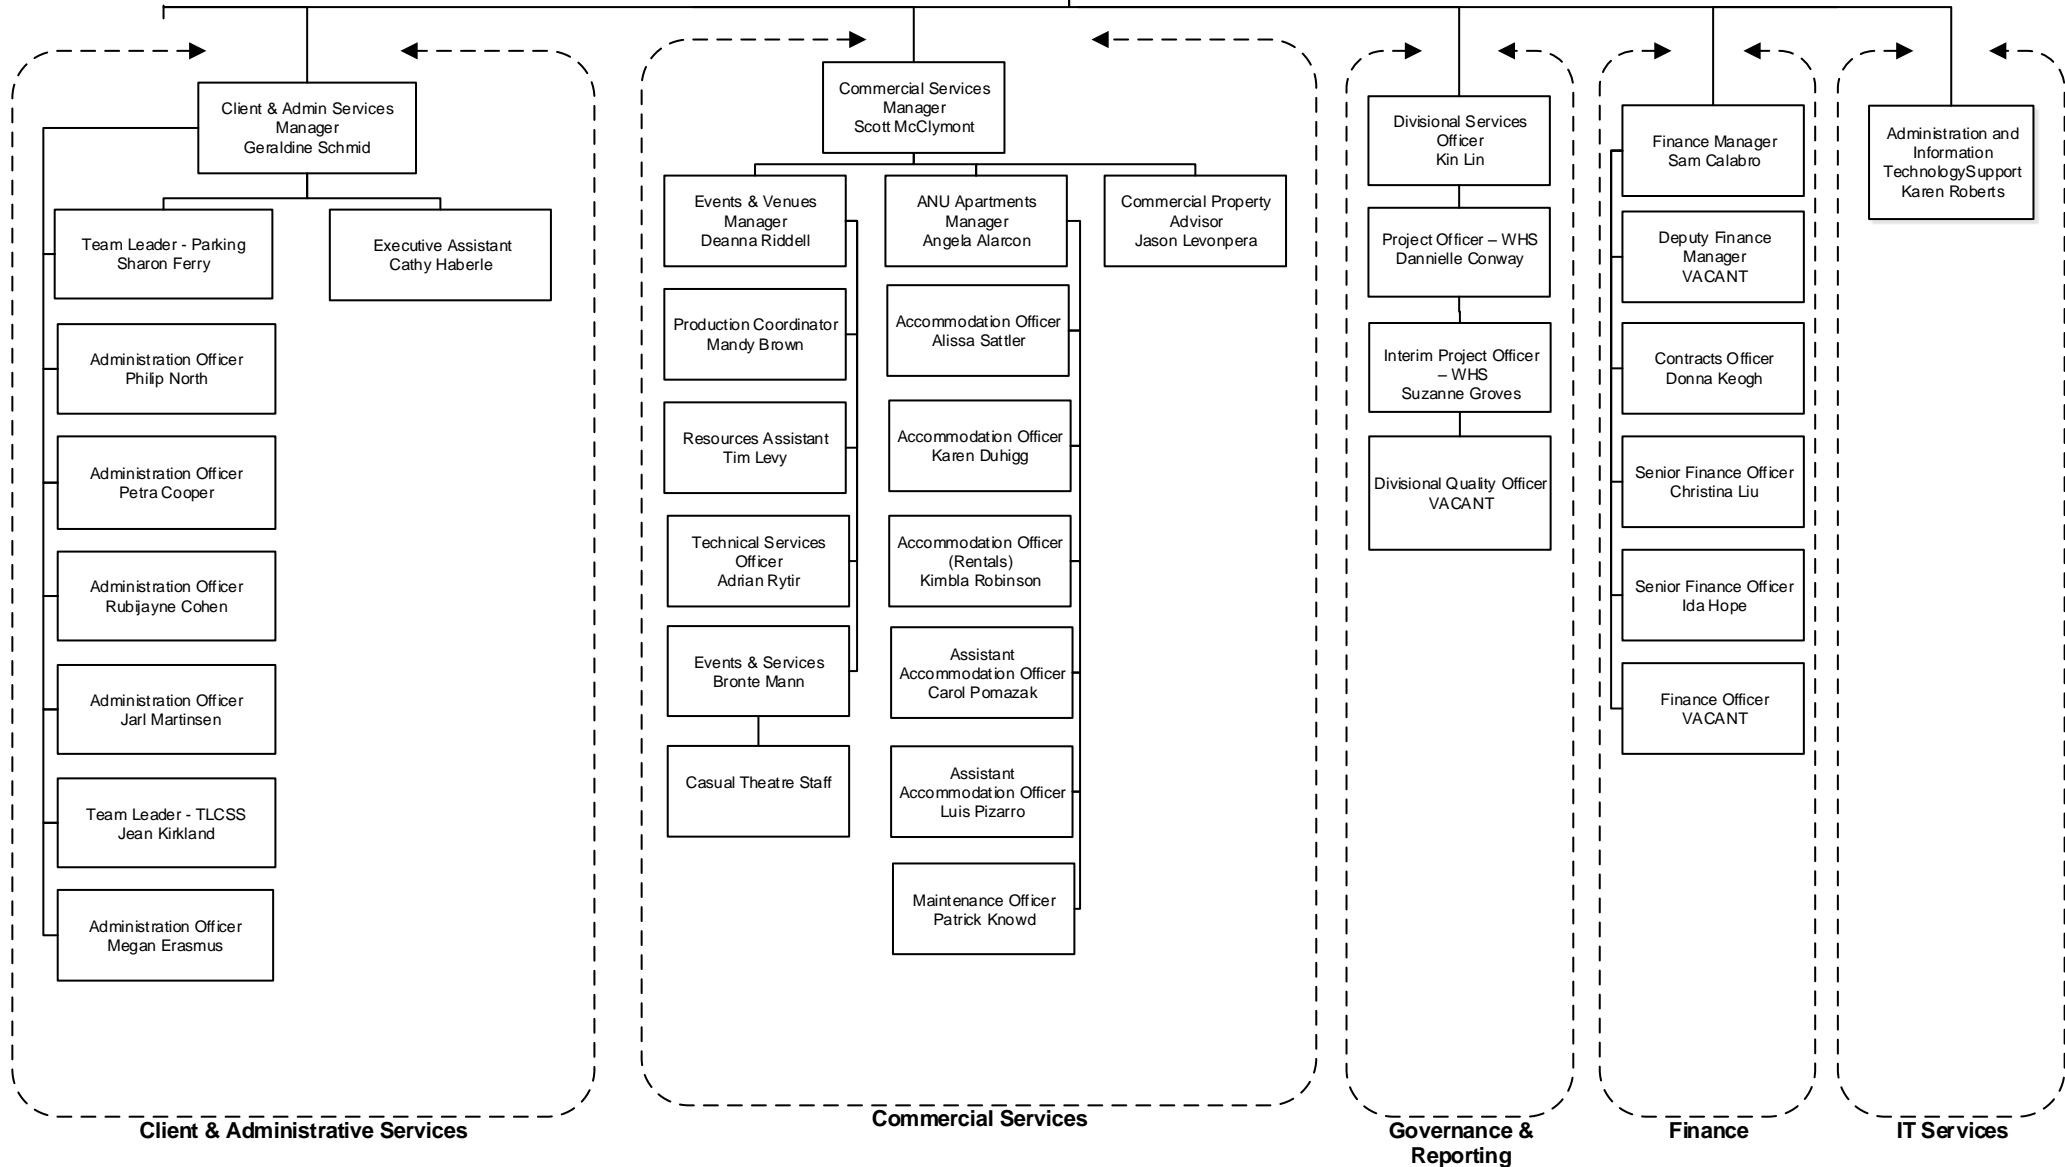 Client & Admin Services
Manager
Geraldine Schmid
Team Leader - Parking
Sharon Ferry
Executive Assistant
Cathy Haberle
Administration Officer
Philip North
Administration Officer
Petra Cooper
Administration Officer
Rubijayne Cohen
Administration Officer
Jarl Martinsen
Team Leader - TLCSS
Jean Kirkland
Administration Officer
Megan Erasmus
Client & Administrative Services
Commercial Services
Manager
Scott McClymont
Events & Venues
Manager
Deanna Riddell
Production Coordinator
Mandy Brown
Resources Assistant
Tim Levy
Technical Services
Officer
Adrian Rytir
Events & Services
Bronte Mann
Casual Theatre Staff
ANU Apartments
Manager
Angela Alarcon
Accommodation Officer
Alissa Sattler
Accommodation Officer
Karen Duhigg
Accommodation Officer
(Rentals)
Kimbla Robinson
Assistant
Accommodation Officer
Carol Pomazak
Assistant
Accommodation Officer
Luis Pizarro
Maintenance Officer
Patrick Knowd
Commercial Property
Advisor
Jason Levonpera
Commercial Services
Divisional Services
Officer
Kin Lin
Project Officer – WHS
Dannielle Conway
Interim Project Officer
– WHS
Suzanne Groves
Divisional Quality Officer
VACANT
Governance &
Reporting
Finance Manager
Sam Calabro
Deputy Finance
Manager
VACANT
Contracts Officer
Donna Keogh
Senior Finance Officer
Christina Liu
Senior Finance Officer
Ida Hope
Finance Officer
VACANT
Finance
Administration and
Information
TechnologySupport
Karen Roberts
IT Services